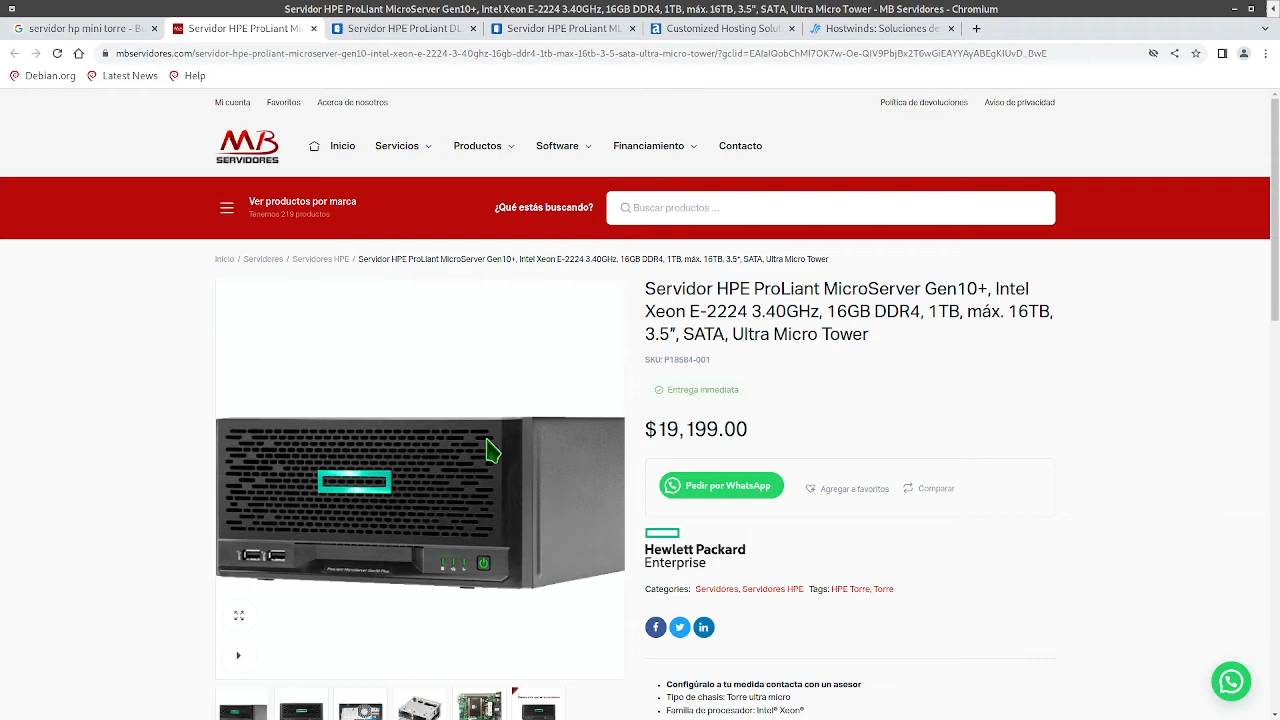 Servidor HPE ProLiant MicroServer Gen10+, Intel Xeon E-2224 3.40GHz, 16GB DDR4, 1TB, máx.16TB, 3.5", SATA, Ultra Micro Tower - MB Servidores - Chromium
servidor hp mini torre - Bu
Servidor HPE ProLiant Mi
Servidor HPE ProLiant DL
Servidor HPE ProLiant ML
Customized Hosting Solut
Hostwinds: Soluciones de
mbservidores.com/servidor-hpe-proliant-microserver-gen10-intel-xeon-e-2224-3-40ghz-16gb-ddr4-1tb-max-16tb-3-5-sata-ultra-micro-tower/?gclid=EAIaIQobChMI7OK7w-Oe-QIV9PbjBx2T6wGiEAYYAyABEgKIUvD_BwE
Debian.org
Latest News
Help
Mi cuenta
Favoritos
Acerca de nosotros
Política de devoluciones
Aviso de privacidad
MB SERVIDORES
Inicio
Servicios
Productos
Software
Financiamiento
Contacto
Ver productos por marca
Tenemos 219 productos
¿Qué estás buscando?
Buscar productos ...
Inicio / Servidores / Servidores HPE / Servidor HPE ProLiant MicroServer Gen10+, Intel Xeon E-2224 3.40GHz, 16GB DDR4, 1TB, máx. 16TB, 3.5", SATA, Ultra Micro Tower
Servidor HPE ProLiant MicroServer Gen10+, Intel
Xeon E-2224 3.40GHz, 16GB DDR4, 1TB, máx. 16TB,
3.5", SATA, Ultra Micro Tower
SKU: P18584-001
Entrega inmediata
$19,199.00
Pedir por WhatsApp
Agregar a favoritos
Comparar
Hewlett Packard
Enterprise
ProLiant MicroServer Gen10 Plus
Categories: Servidores, Servidores HPE Tags: HPE Torre, Torre
Configúralo a tu medida contacta con un asesor
Tipo de chasis: Torre ultra micro
Familia de procesador: Intel® Xeon®